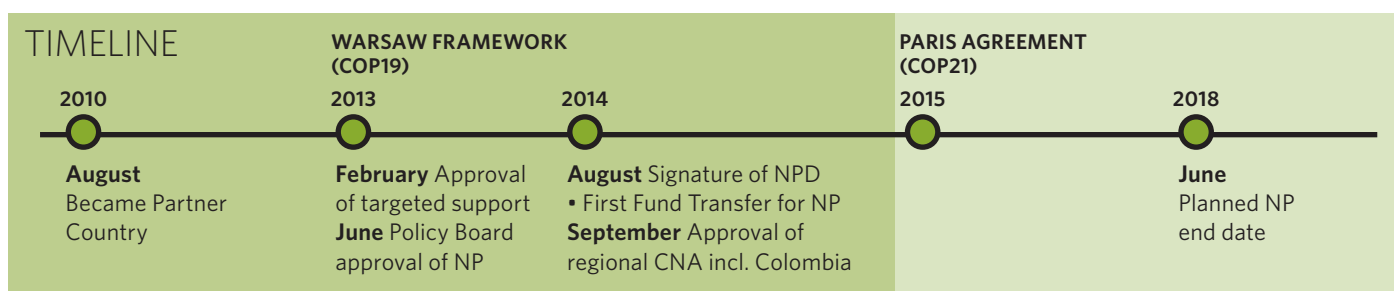 TIMELINE
WARSAW FRAMEWORK
(COP19)
PARIS AGREEMENT
(COP21)
2010
2013
2014
2015
2018
August
Became Partner
Country
February Approval
of targeted support
June Policy Board
approval of NP
August Signature of NPD
• First Fund Transfer for NP
September Approval of
regional CNA incl. Colombia
June
Planned NP
end date